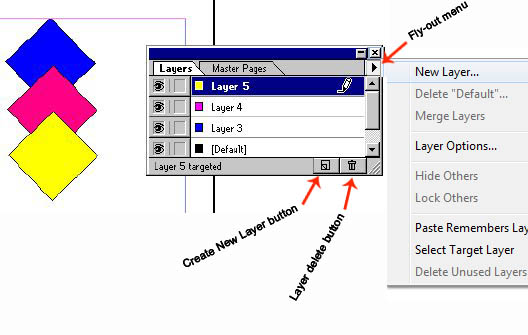 Fly-out menu
Layers
Master Pages
Layer 5
Layer 4
Layer 3
[Default]
Layer 5 targeted
Create New Layer button
Layer delete button
New Layer...
Delete "Default"...
Merge Layers
Layer Options...
Hide Others
Lock Others
Paste Remembers Lay
Select Target Layer
Delete Unused Layers